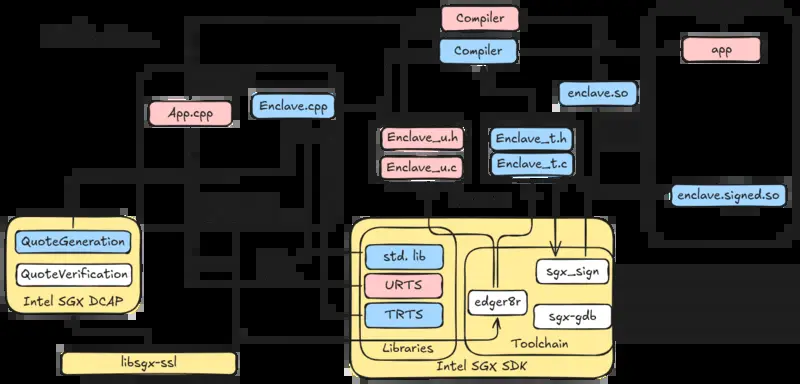 Compiler
Compiler
app
enclave.so
App.cpp
Enclave.cpp
Enclave_u.h
Enclave_u.c
Enclave_t.h
Enclave_t.c
enclave.signed.so
QuoteGeneration
QuoteVerification
Intel SGX DCAP
std. lib
URTS
TRTS
Libraries
edger8r
sgx_sign
sgx-gdb
Toolchain
Intel SGX SDK
libsgx-ssl